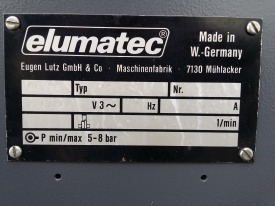 elumatec®
Made in
W.-Germany
Eugen Lutz GmbH & Co · Maschinenfabrik · 7130 Mühlacker
Typ Nr.
V 3~ Hz A
l/min
P min/max 5-8 bar